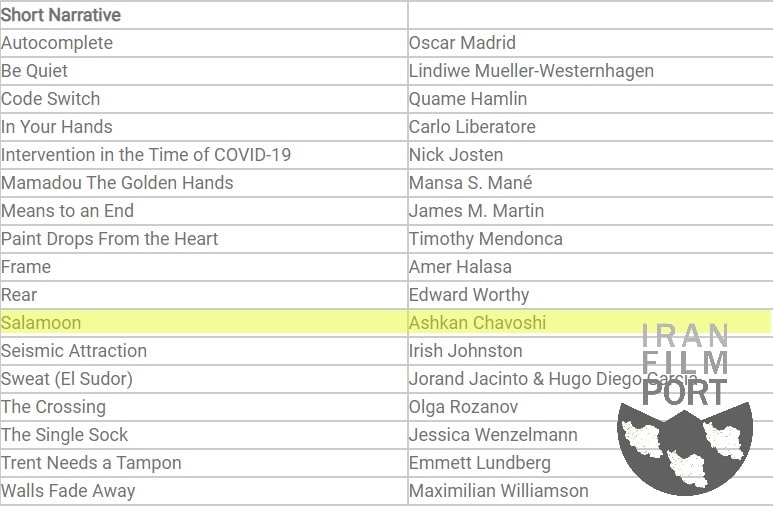 Short Narrative
Autocomplete Oscar Madrid
Be Quiet Lindiwe Mueller-Westernhagen
Code Switch Quame Hamlin
In Your Hands Carlo Liberatore
Intervention in the Time of COVID-19 Nick Josten
Mamadou The Golden Hands Mansa S. Mané
Means to an End James M. Martin
Paint Drops From the Heart Timothy Mendonca
Frame Amer Halasa
Rear Edward Worthy
Salamoon Ashkan Chavoshi
Seismic Attraction Irish Johnston
Sweat (El Sudor) Jorand Jacinto & Hugo Diego Garcia
The Crossing Olga Rozanov
The Single Sock Jessica Wenzelmann
Trent Needs a Tampon Emmett Lundberg
Walls Fade Away Maximilian Williamson
IRAN
FILM
PORT